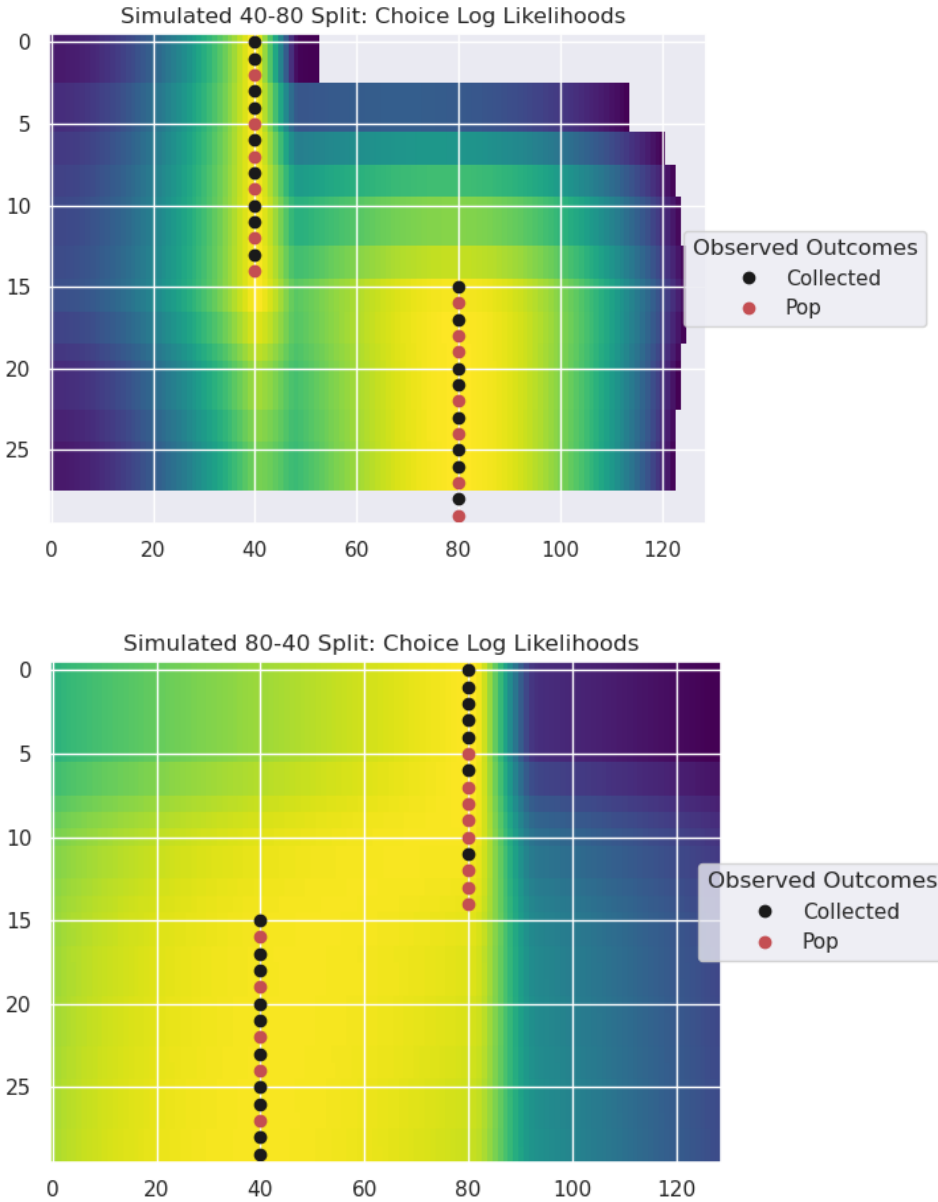 Simulated 40-80 Split: Choice Log Likelihoods
0
5
10
15
20
25
Observed Outcomes
Collected
Pop
0 20 40 60 80 100 120
Simulated 80-40 Split: Choice Log Likelihoods
0
5
10
15
20
25
Observed Outcomes
Collected
Pop
0 20 40 60 80 100 120